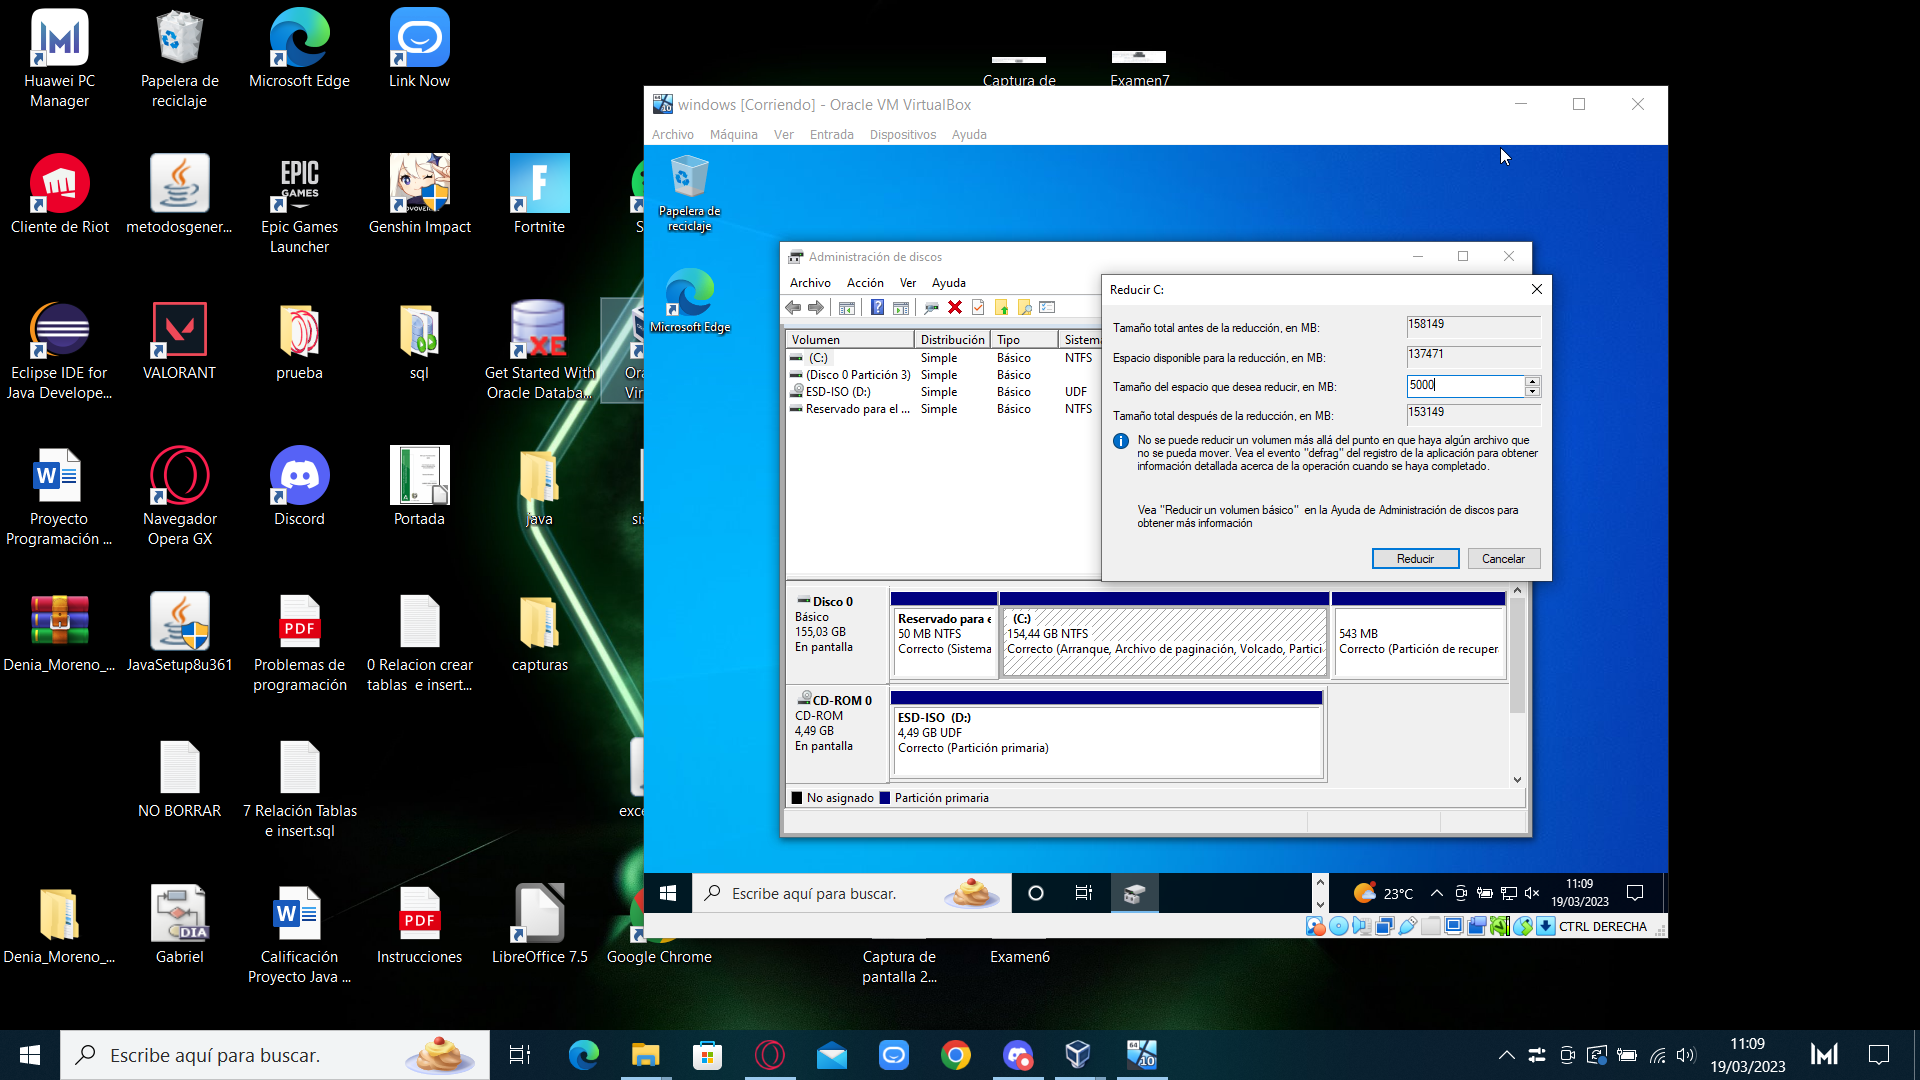 Huawei PC
Manager
Papelera de
reciclaje
Microsoft Edge
Link Now
Captura de
Examen7
Cliente de Riot
metodosgener...
EPIC
GAMES
Epic Games
Launcher
Genshin Impact
Fortnite
Eclipse IDE for
Java Develope...
VALORANT
prueba
sql
XE
Get Started With
Oracle Databa...
Proyecto
Programación ...
Navegador
Opera GX
Discord
Portada
java
Denia_Moreno_...
JavaSetup8u361
PDF
Problemas de
programación
0 Relacion crear
tablas e insert...
capturas
NO BORRAR
7 Relación Tablas
e insert.sql
Denia_Moreno_...
DIA
Gabriel
Calificación
Proyecto Java ...
PDF
Instrucciones
LibreOffice 7.5
Google Chrome
Captura de
pantalla 2...
Examen6
windows [Corriendo] - Oracle VM VirtualBox
Archivo Máquina Ver Entrada Dispositivos Ayuda
Papelera de
reciclaje
Microsoft Edge
Administración de discos
Archivo Acción Ver Ayuda
Volumen Distribución Tipo Sistema
(C:) Simple Básico NTFS
(Disco 0 Partición 3) Simple Básico
ESD-ISO (D:) Simple Básico UDF
Reservado para el ... Simple Básico NTFS
Reducir C:
Tamaño total antes de la reducción, en MB: 158149
Espacio disponible para la reducción, en MB: 137471
Tamaño del espacio que desea reducir, en MB: 5000
Tamaño total después de la reducción, en MB: 153149
No se puede reducir un volumen más allá del punto en que haya algún archivo que
no se pueda mover. Vea el evento "defrag" del registro de la aplicación para obtener
información detallada acerca de la operación cuando se haya completado.
Vea "Reducir un volumen básico" en la Ayuda de Administración de discos para
obtener más información
Reducir Cancelar
Disco 0
Básico
155,03 GB
En pantalla
Reservado para e
50 MB NTFS
Correcto (Sistema
(C:)
154,44 GB NTFS
Correcto (Arranque, Archivo de paginación, Volcado, Partici
543 MB
Correcto (Partición de recuper
CD-ROM 0
CD-ROM
4,49 GB
En pantalla
ESD-ISO (D:)
4,49 GB UDF
Correcto (Partición primaria)
No asignado Partición primaria
Escribe aquí para buscar.
23°C
11:09
19/03/2023
CTRL DERECHA
Escribe aquí para buscar.
11:09
19/03/2023